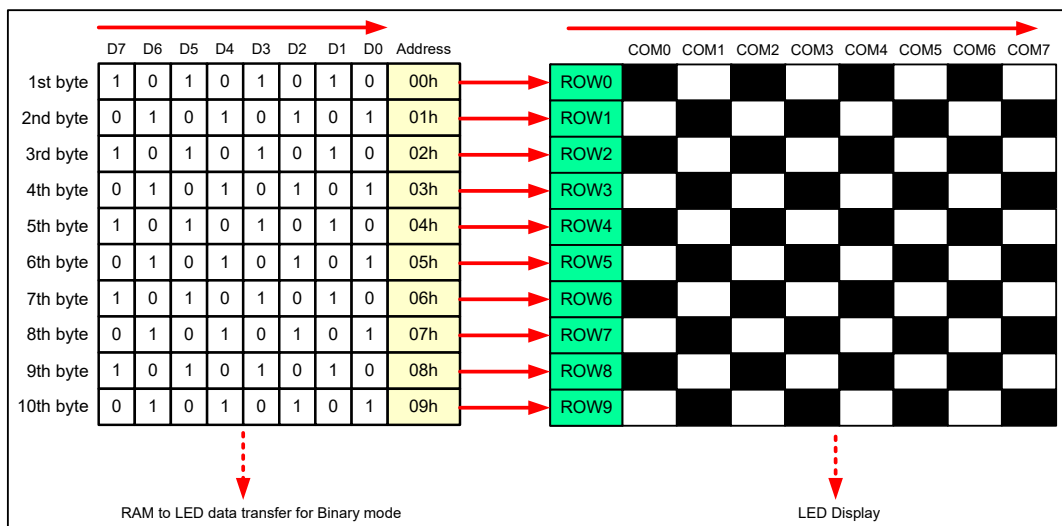 D7 D6 D5 D4 D3 D2 D1 D0 Address COM0 COM1 COM2 COM3 COM4 COM5 COM6 COM7
1st byte 1 0 1 0 1 0 1 0 00h ROW0
2nd byte 0 1 0 1 0 1 0 1 01h ROW1
3rd byte 1 0 1 0 1 0 1 0 02h ROW2
4th byte 0 1 0 1 0 1 0 1 03h ROW3
5th byte 1 0 1 0 1 0 1 0 04h ROW4
6th byte 0 1 0 1 0 1 0 1 05h ROW5
7th byte 1 0 1 0 1 0 1 0 06h ROW6
8th byte 0 1 0 1 0 1 0 1 07h ROW7
9th byte 1 0 1 0 1 0 1 0 08h ROW8
10th byte 0 1 0 1 0 1 0 1 09h ROW9
RAM to LED data transfer for Binary mode LED Display